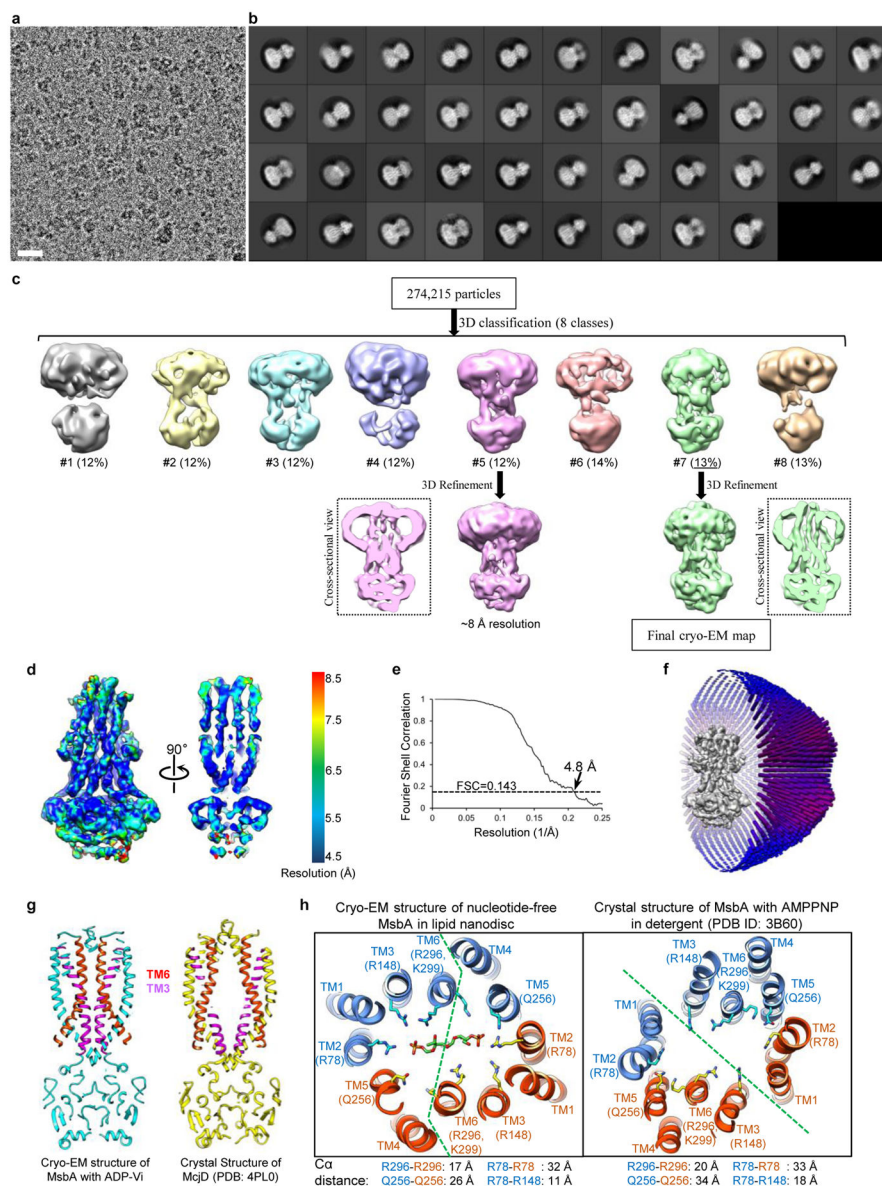 a
b
c
274,215 particles
3D classification (8 classes)
#1 (12%)
#2 (12%)
#3 (12%)
#4 (12%)
#5 (12%)
#6 (14%)
#7 (13%)
#8 (13%)
3D Refinement
3D Refinement
Cross-sectional view
Cross-sectional view
~8 Å resolution
Final cryo-EM map
d
90°
8.5
7.5
6.5
5.5
4.5
Resolution (Å)
e
Fourier Shell Correlation
1
0.8
0.6
0.4
0.2
0
4.8 Å
FSC=0.143
0
0.05
0.1
0.15
0.2
0.25
Resolution (1/Å)
f
g
TM6
TM3
Cryo-EM structure of
MsbA with ADP-Vi
Crystal Structure of
McjD (PDB: 4PL0)
h
Cryo-EM structure of nucleotide-free
MsbA in lipid nanodisc
TM6
(R296,
K299)
TM4
TM3
(R148)
TM1
TM5
(Q256)
TM2
(R78)
TM2
(R78)
TM5
(Q256)
TM1
TM6
(R296,
K299)
TM3
(R148)
TM4
Crystal structure of MsbA with AMPPNP
in detergent (PDB ID: 3B60)
TM3
(R148)
TM4
TM6
(R296,
K299)
TM5
(Q256)
TM1
TM2
(R78)
TM2
(R78)
TM5
(Q256)
TM1
TM6
(R296,
K299)
TM3
(R148)
TM4
Cα
distance:
R296-R296: 17 Å R78-R78 : 32 Å
Q256-Q256: 26 Å R78-R148: 11 Å
R296-R296: 20 Å R78-R78 : 33 Å
Q256-Q256: 34 Å R78-R148: 18 Å